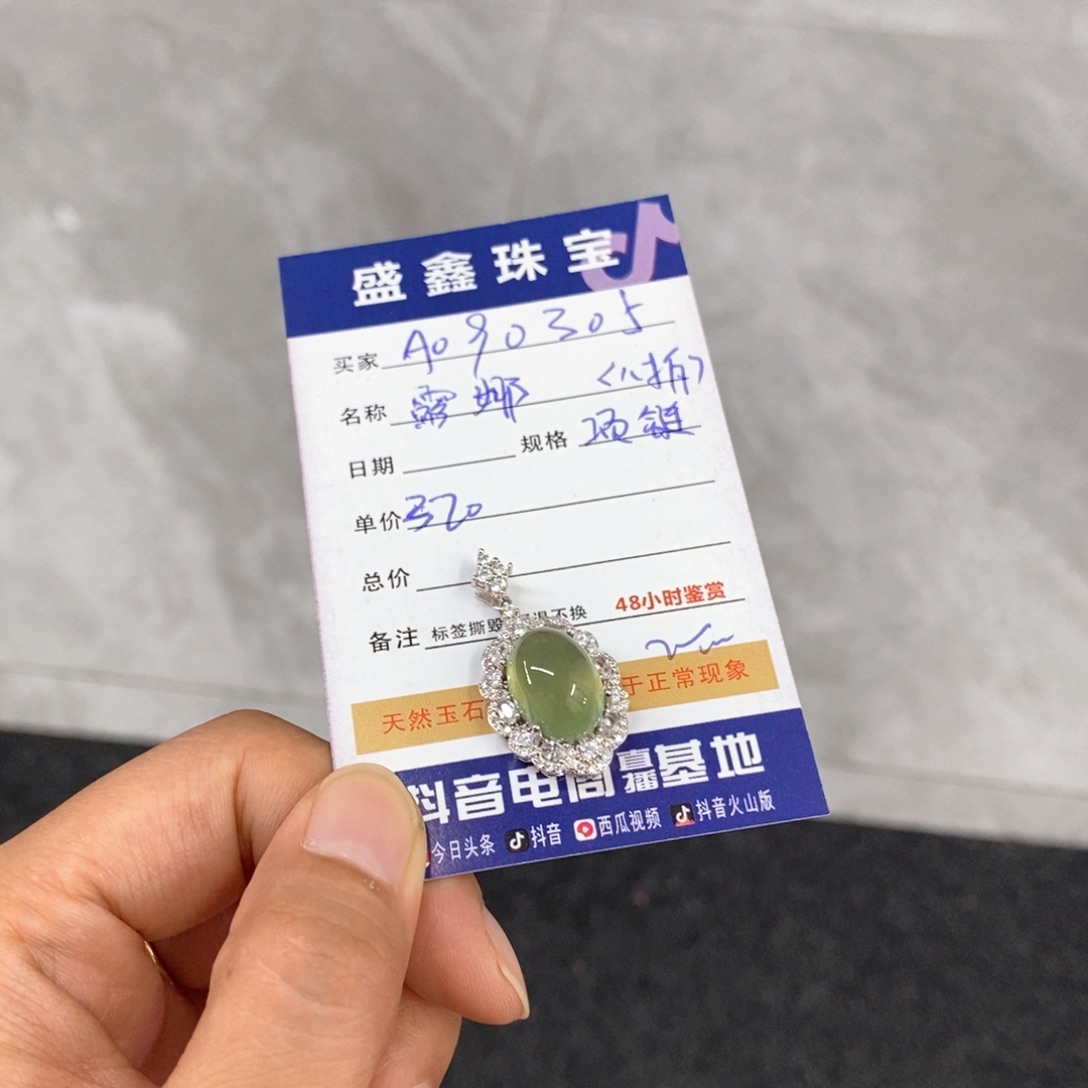 盛鑫珠宝
买家 A090305
名称 露娜 (八折)
日期 规格 项链
单价 320
总价
备注 标签撕毁 不换 48小时鉴赏
天然玉石 于正常现象
抖音电商直播基地
今日头条 抖音 西瓜视频 抖音火山版